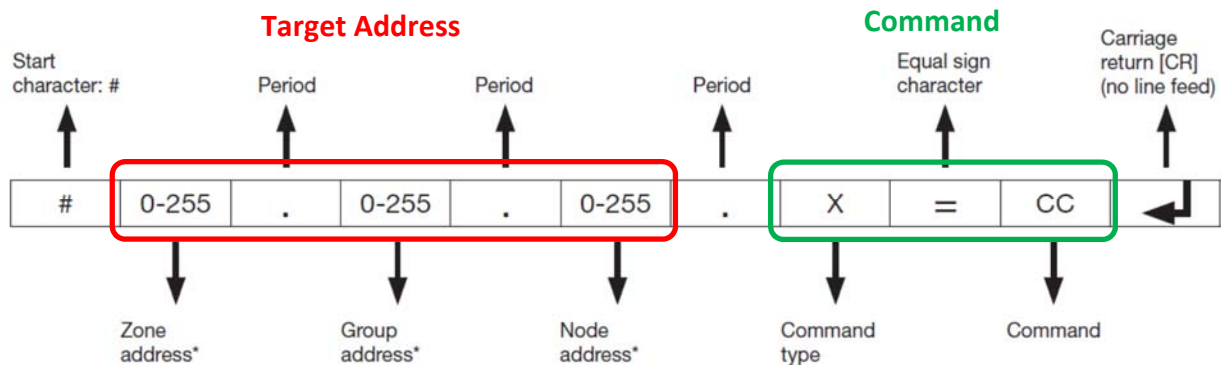 Target Address
Command
Start
character: #
Period
Period
Period
Equal sign
character
Carriage
return [CR]
(no line feed)
# 0-255 . 0-255 . 0-255 . X = CC
Zone
address*
Group
address*
Node
address*
Command
type
Command